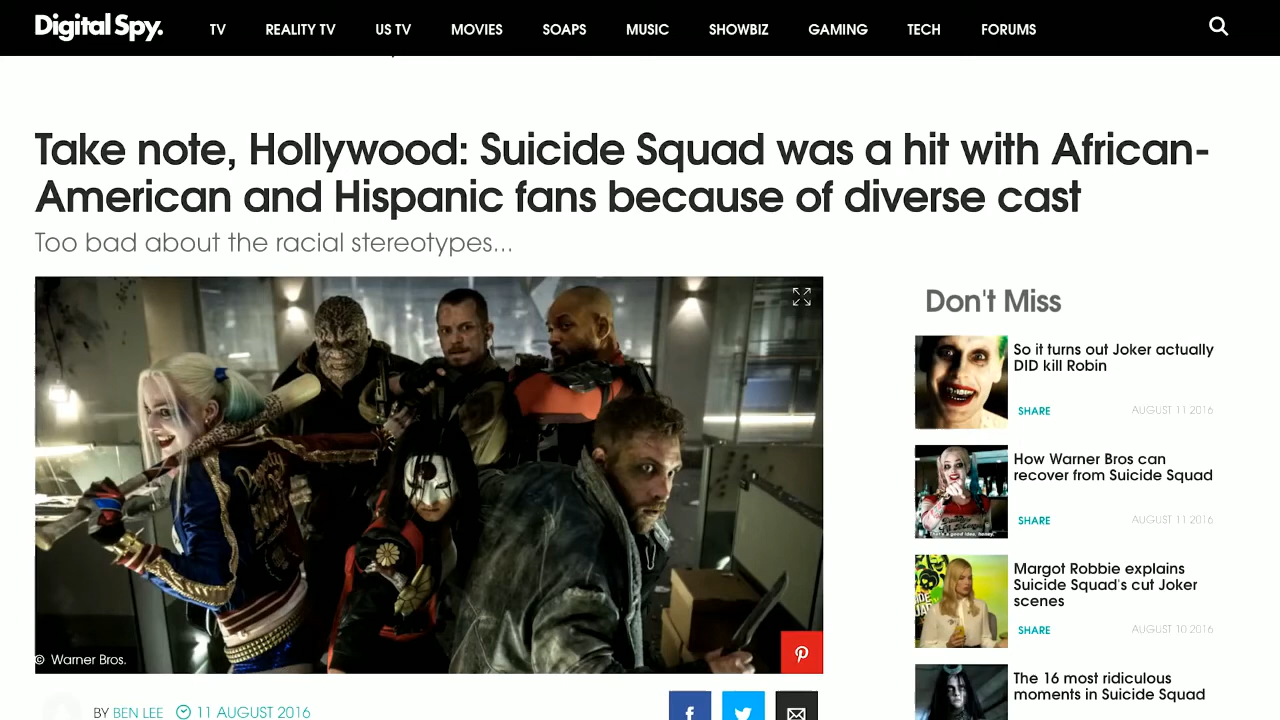 Digital Spy.
TV REALITY TV US TV MOVIES SOAPS MUSIC SHOWBIZ GAMING TECH FORUMS
Take note, Hollywood: Suicide Squad was a hit with African-
American and Hispanic fans because of diverse cast
Too bad about the racial stereotypes...
© Warner Bros.
BY BEN LEE 11 AUGUST 2016
Don't Miss
So it turns out Joker actually
DID kill Robin
SHARE AUGUST 11 2016
How Warner Bros can
recover from Suicide Squad
SHARE AUGUST 11 2016
That's a good idea, honey.
Margot Robbie explains
Suicide Squad's cut Joker
scenes
SHARE AUGUST 10 2016
The 16 most ridiculous
moments in Suicide Squad